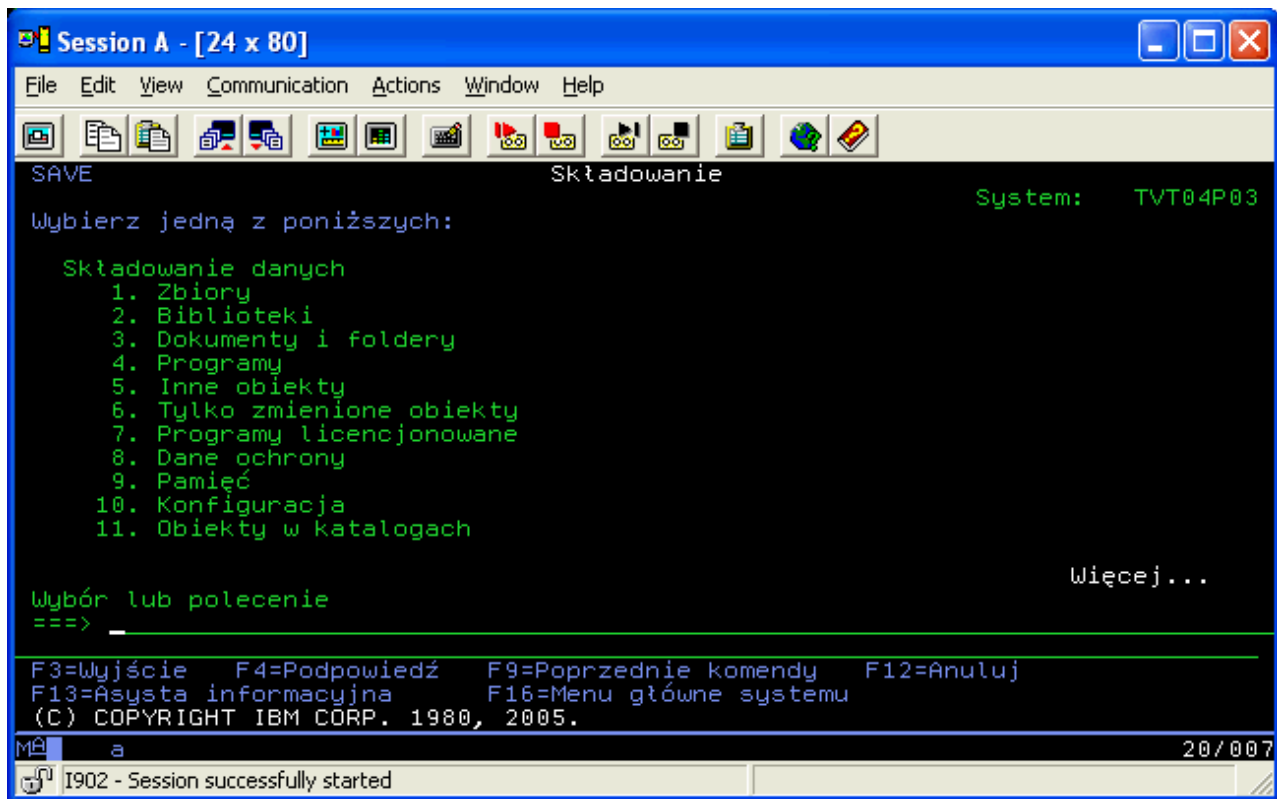 Session A - [24 x 80]
File Edit View Communication Actions Window Help
SAVE Składowanie
System: TVT04P03
Wybierz jedną z poniższych:
Składowanie danych
1. Zbiory
2. Biblioteki
3. Dokumenty i foldery
4. Programy
5. Inne obiekty
6. Tylko zmienione obiekty
7. Programy licencjonowane
8. Dane ochrony
9. Pamięć
10. Konfiguracja
11. Obiekty w katalogach
Więcej...
Wybór lub polecenie
===> _
F3=Wyjście F4=Podpowiedź F9=Poprzednie komendy F12=Anuluj
F13=Asysta informacyjna F16=Menu główne systemu
(C) COPYRIGHT IBM CORP. 1980, 2005.
MA a 20/007
I902 - Session successfully started